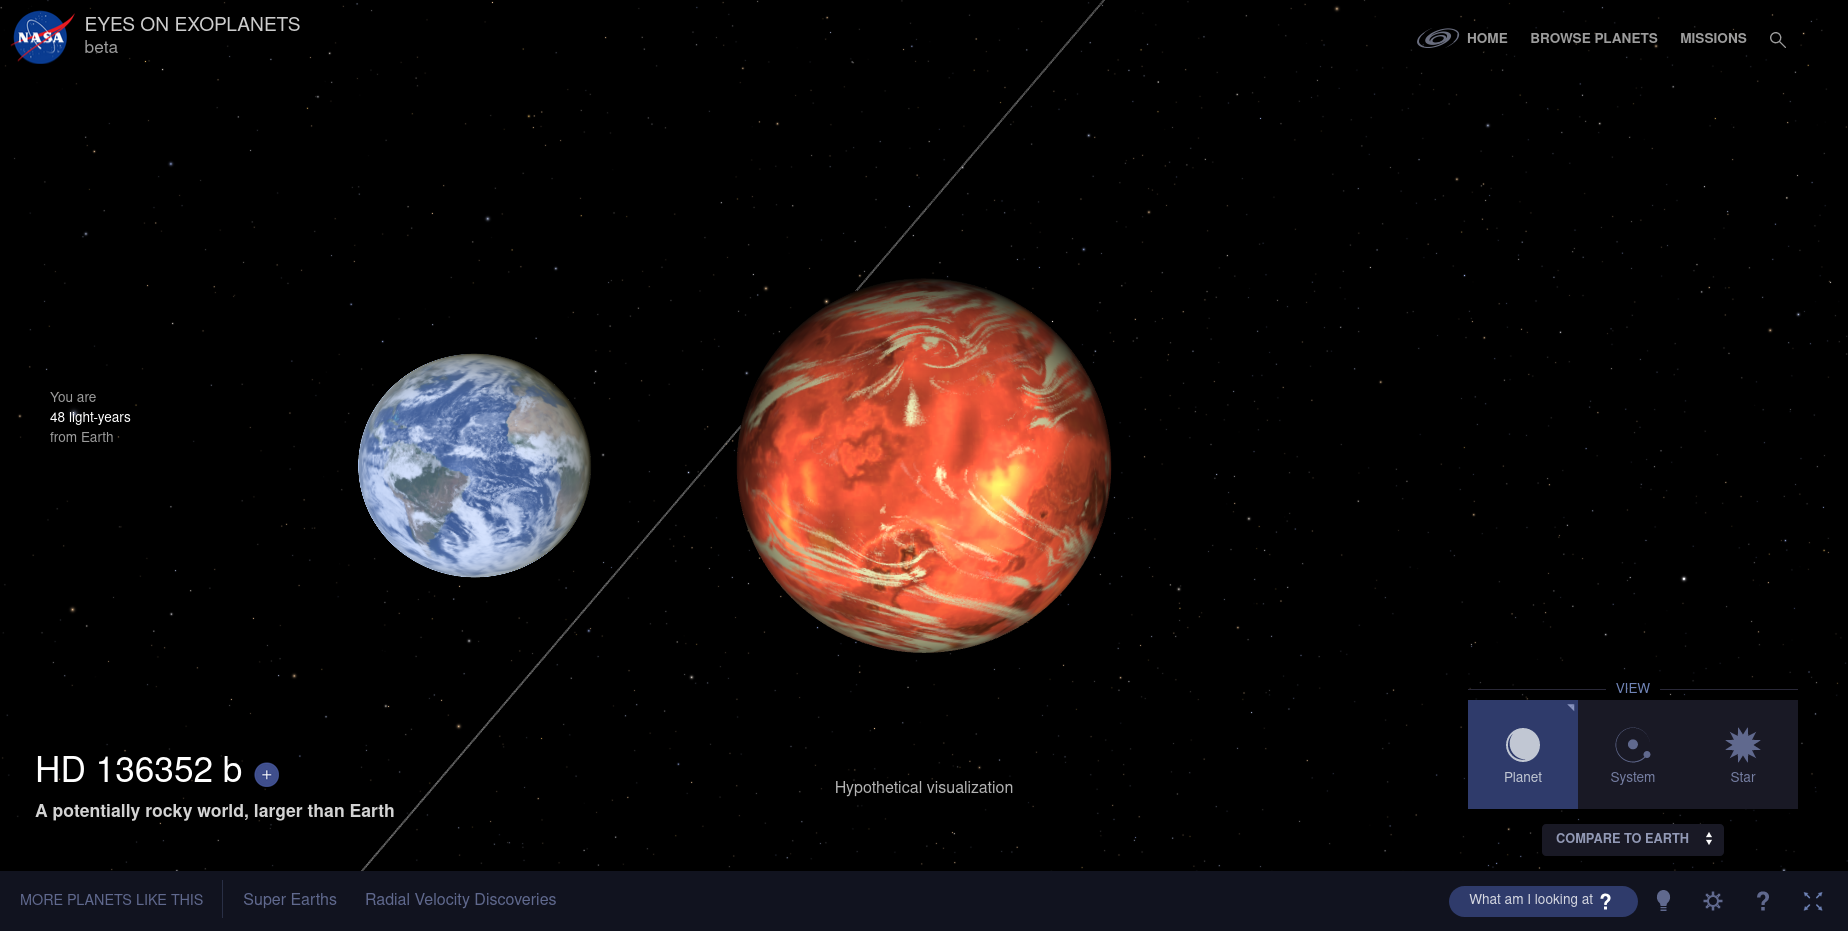 NASA
EYES ON EXOPLANETS
beta
HOME
BROWSE PLANETS
MISSIONS
You are
48 light-years
from Earth
HD 136352 b +
A potentially rocky world, larger than Earth
Hypothetical visualization
VIEW
Planet
System
Star
COMPARE TO EARTH
MORE PLANETS LIKE THIS
Super Earths
Radial Velocity Discoveries
What am I looking at ?
?